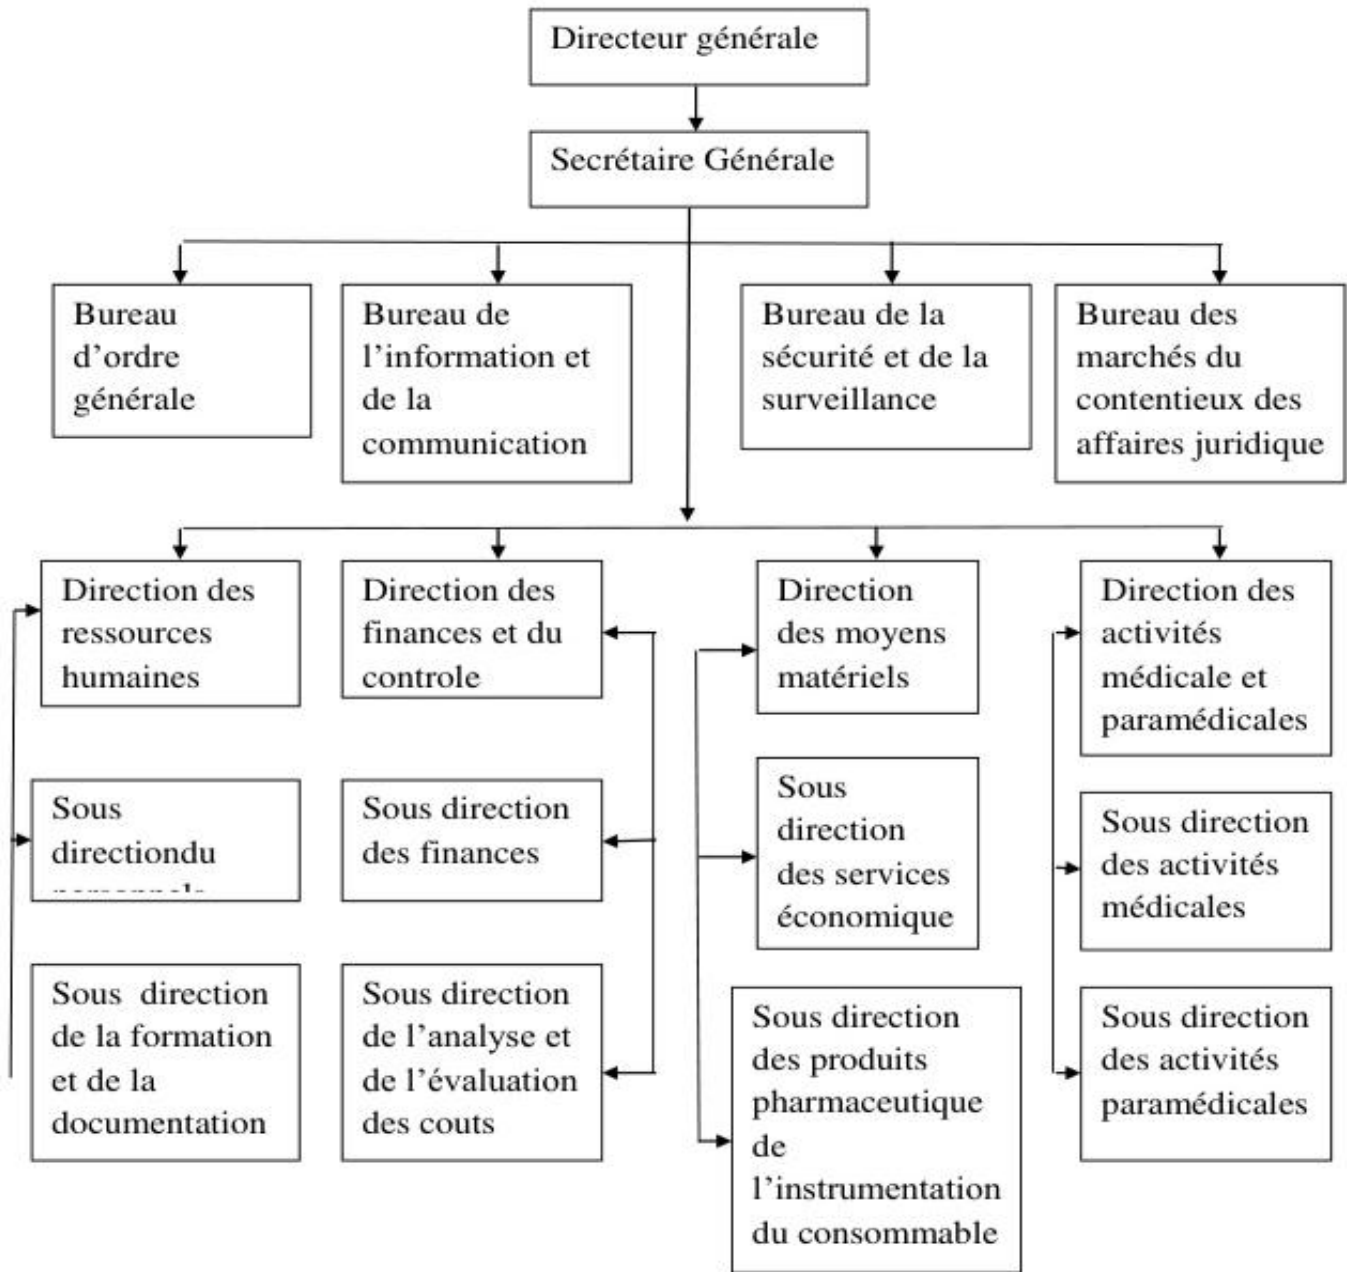 Directeur générale
Secrétaire Générale
Bureau
d’ordre
générale
Bureau de
l’information et
de la
communication
Bureau de la
sécurité et de la
surveillance
Bureau des
marchés du
contentieux des
affaires juridique
Direction des
ressources
humaines
Direction des
finances et du
controle
Direction
des moyens
matériels
Direction des
activités
médicale et
paramédicales
Sous
directiondu
Sous direction
des finances
Sous
direction
des services
économique
Sous direction
des activités
médicales
Sous direction
de la formation
et de la
documentation
Sous direction
de l’analyse et
de l’évaluation
des couts
Sous direction
des produits
pharmaceutique
de
l’instrumentation
du consommable
Sous direction
des activités
paramédicales